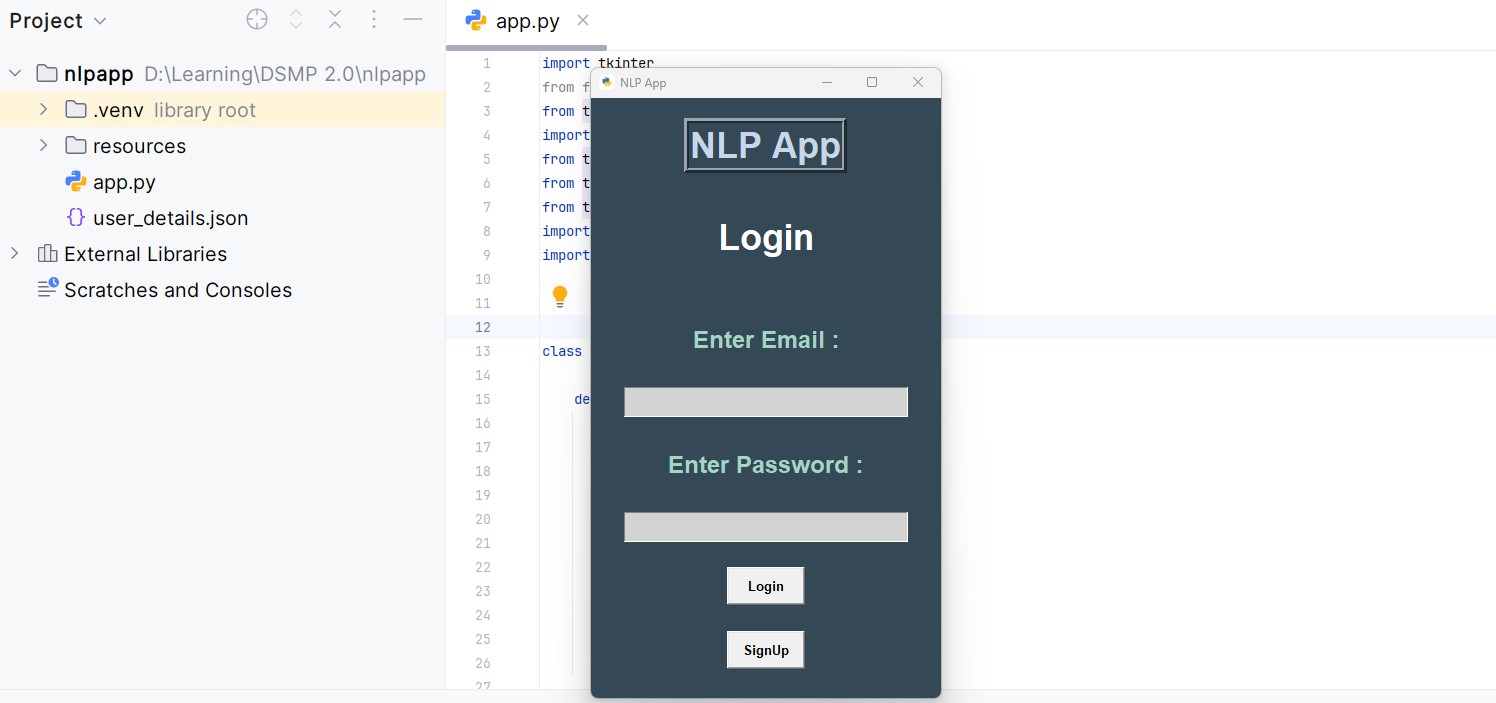 Project
nlpapp D:\Learning\DSMP 2.0\nlpapp
.venv library root
resources
app.py
user_details.json
External Libraries
Scratches and Consoles
app.py
1 import tkinter
2 from f
3 from t
4 import
5 from t
6 from t
7 from t
8 import
9 import
10
11
12
13 class
14
15 de
16
17
18
19
20
21
22
23
24
25
26
27
NLP App
NLP App
Login
Enter Email :
Enter Password :
Login
SignUp